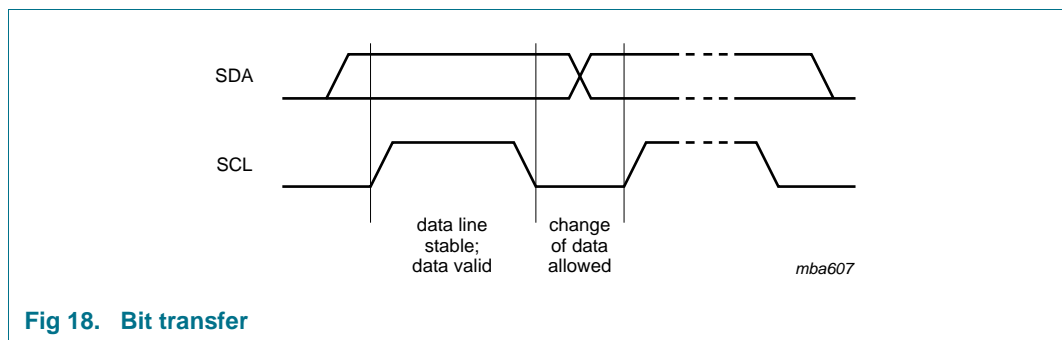 SDA
SCL
data line
stable;
data valid
change
of data
allowed
mba607
Fig 18. Bit transfer